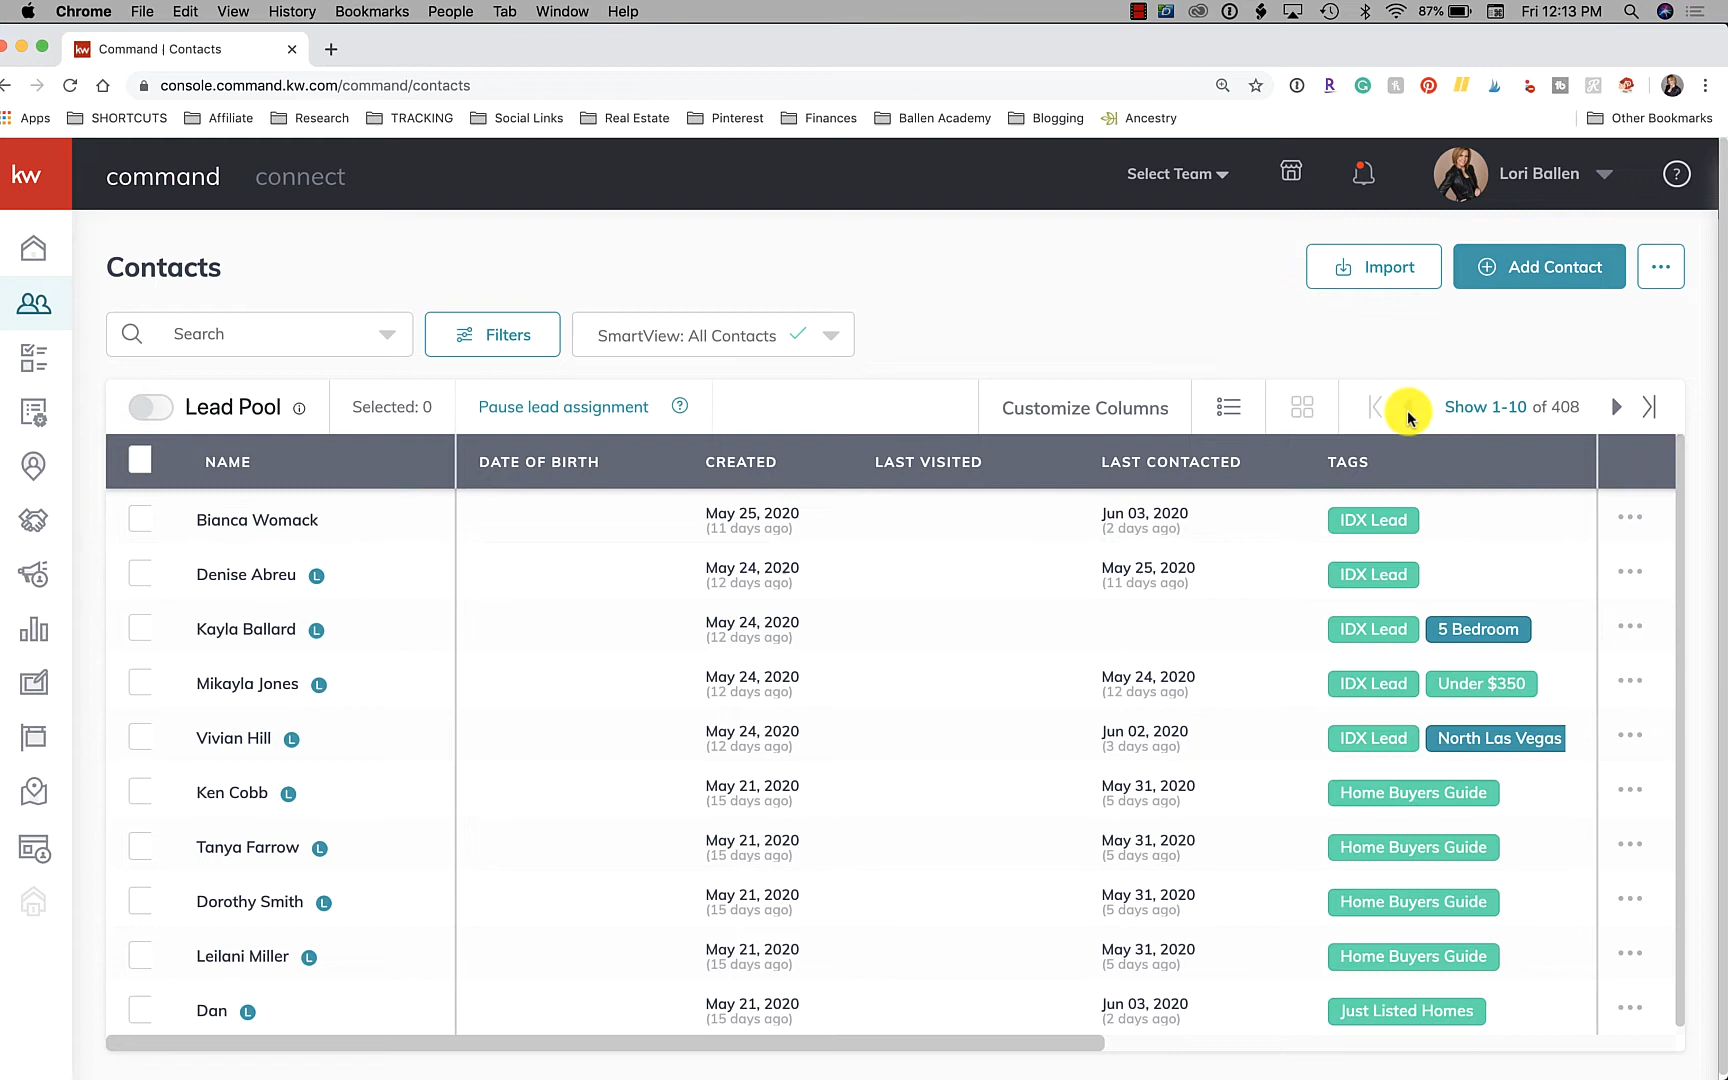 Chrome File Edit View History Bookmarks People Tab Window Help 87% Fri 12:13 PM
kw Command | Contacts
console.command.kw.com/command/contacts
Apps SHORTCUTS Affiliate Research TRACKING Social Links Real Estate Pinterest Finances Ballen Academy Blogging Ancestry Other Bookmarks
kw command connect Select Team Lori Ballen ?
Contacts Import Add Contact
Search Filters SmartView: All Contacts
Lead Pool Selected: 0 Pause lead assignment ? Customize Columns Show 1-10 of 408
NAME DATE OF BIRTH CREATED LAST VISITED LAST CONTACTED TAGS
Bianca Womack May 25, 2020 Jun 03, 2020 IDX Lead
(11 days ago) (2 days ago)
Denise Abreu L May 24, 2020 May 25, 2020 IDX Lead
(12 days ago) (11 days ago)
Kayla Ballard L May 24, 2020 IDX Lead 5 Bedroom
(12 days ago)
Mikayla Jones L May 24, 2020 May 24, 2020 IDX Lead Under $350
(12 days ago) (12 days ago)
Vivian Hill L May 24, 2020 Jun 02, 2020 IDX Lead North Las Vegas
(12 days ago) (3 days ago)
Ken Cobb L May 21, 2020 May 31, 2020 Home Buyers Guide
(15 days ago) (5 days ago)
Tanya Farrow L May 21, 2020 May 31, 2020 Home Buyers Guide
(15 days ago) (5 days ago)
Dorothy Smith L May 21, 2020 May 31, 2020 Home Buyers Guide
(15 days ago) (5 days ago)
Leilani Miller L May 21, 2020 May 31, 2020 Home Buyers Guide
(15 days ago) (5 days ago)
Dan L May 21, 2020 Jun 03, 2020 Just Listed Homes
(15 days ago) (2 days ago)